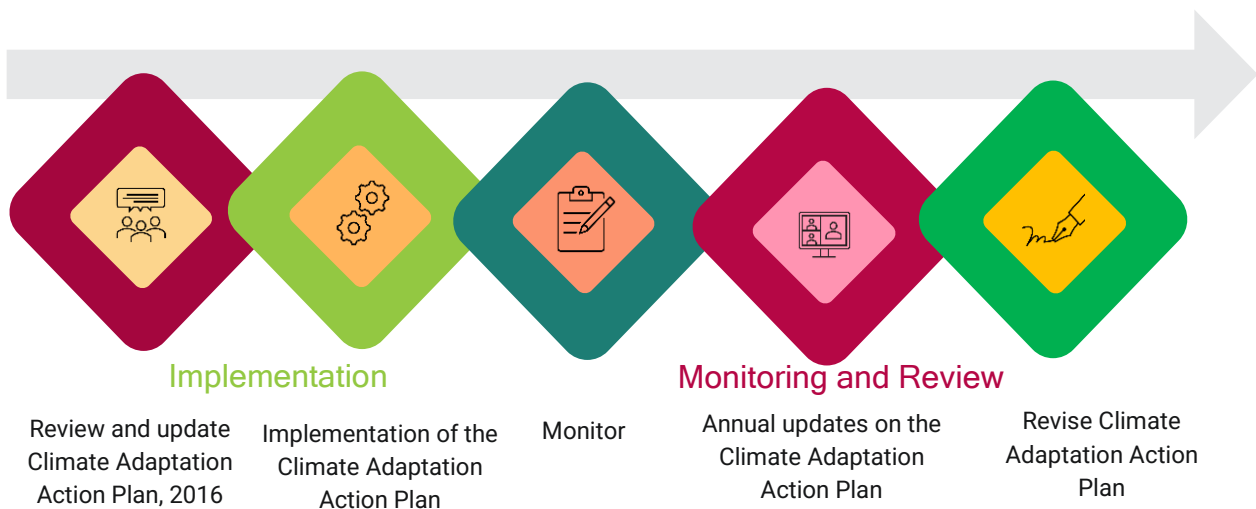 Implementation
Monitoring and Review
Review and update
Climate Adaptation
Action Plan, 2016
Implementation of the
Climate Adaptation
Action Plan
Monitor
Annual updates on the
Climate Adaptation
Action Plan
Revise Climate
Adaptation Action
Plan